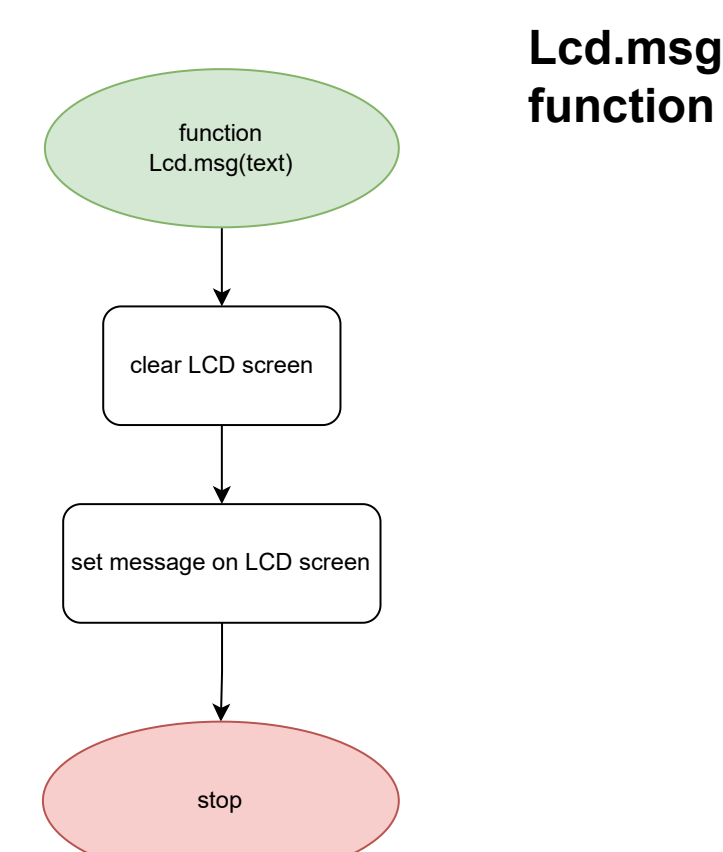 Lcd.msg
function
function
Lcd.msg(text)
clear LCD screen
set message on LCD screen
stop